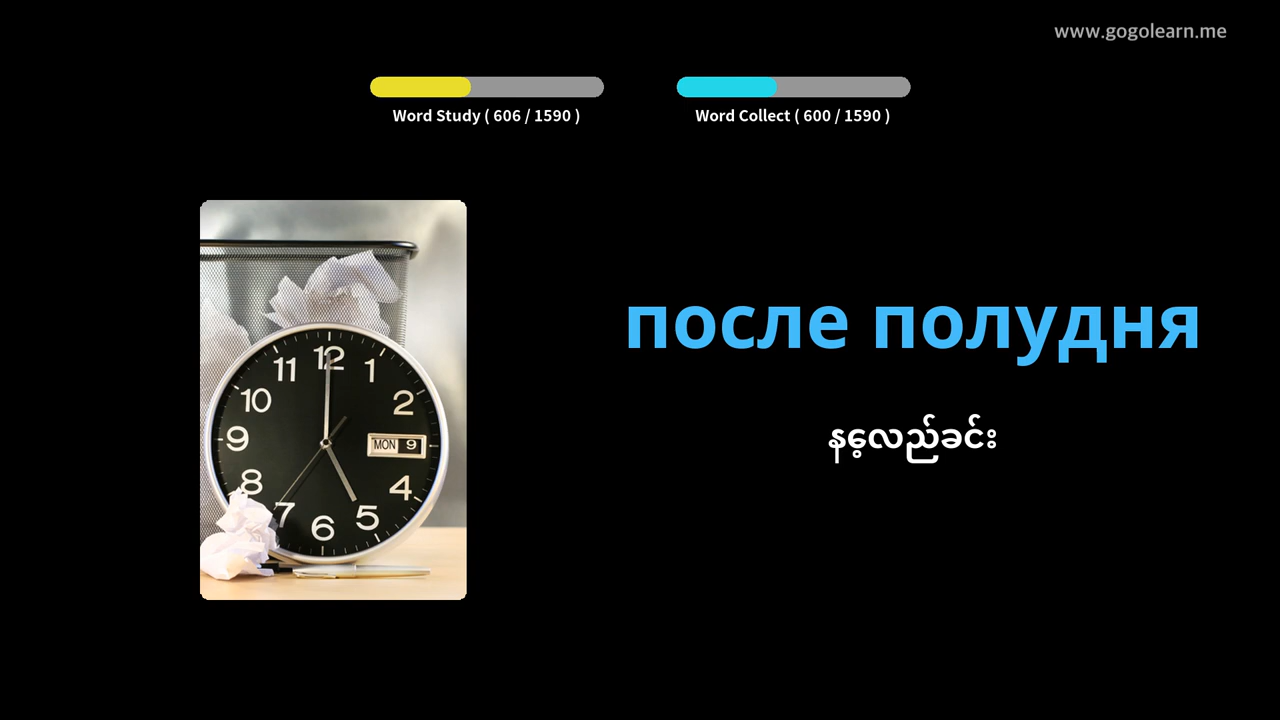 www.gogolearn.me
Word Study ( 606 / 1590 )
Word Collect ( 600 / 1590 )
после полудня
နေ့လေည်ခင်း
12
11
1
10
2
9
MON 9
8
4
7
5
6